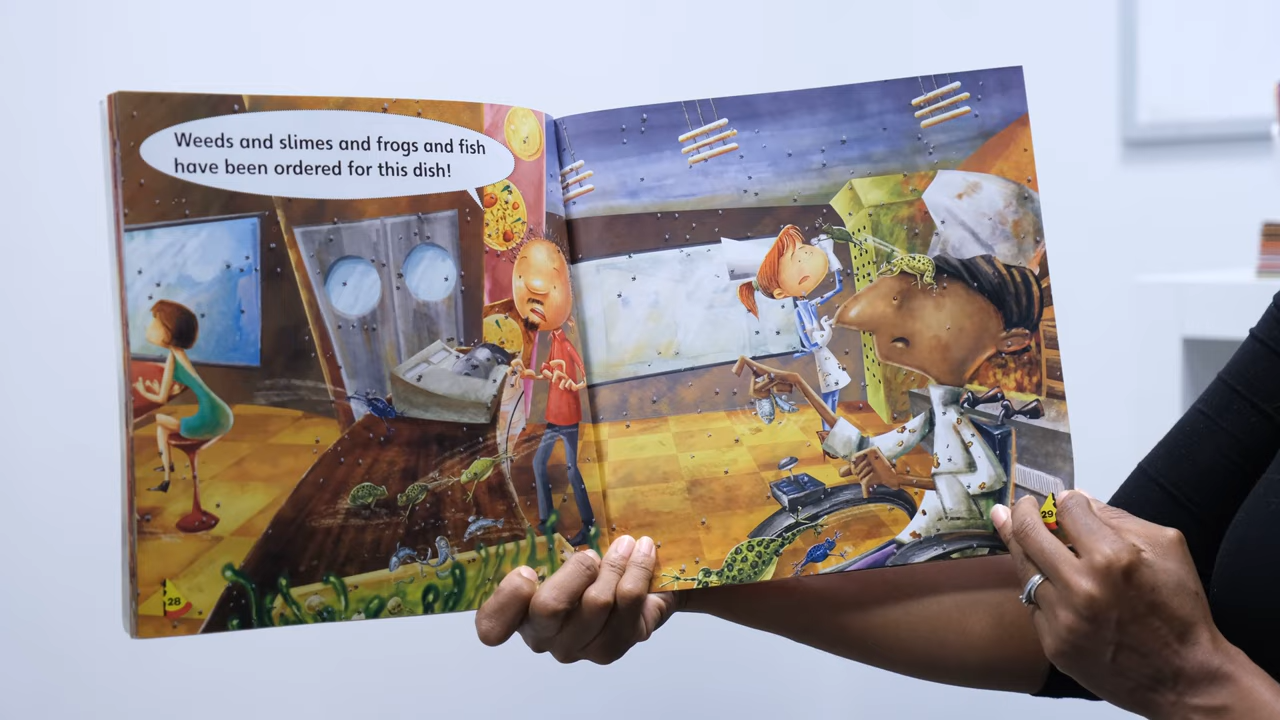 Weeds and slimes and frogs and fish
have been ordered for this dish!
28
29